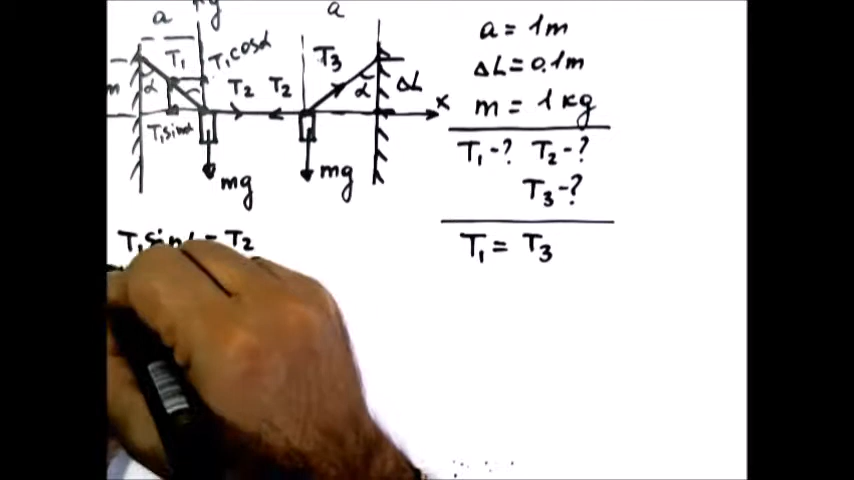 a a
T₁ T₁cosα T₃
α T₂ T₂ α ΔL x
T₁sinα
mg mg
a = 1m
ΔL = 0.1m
m = 1 kg
T₁ - ? T₂ - ?
T₃ - ?
T₁ = T₃
T₁sinα = T₂